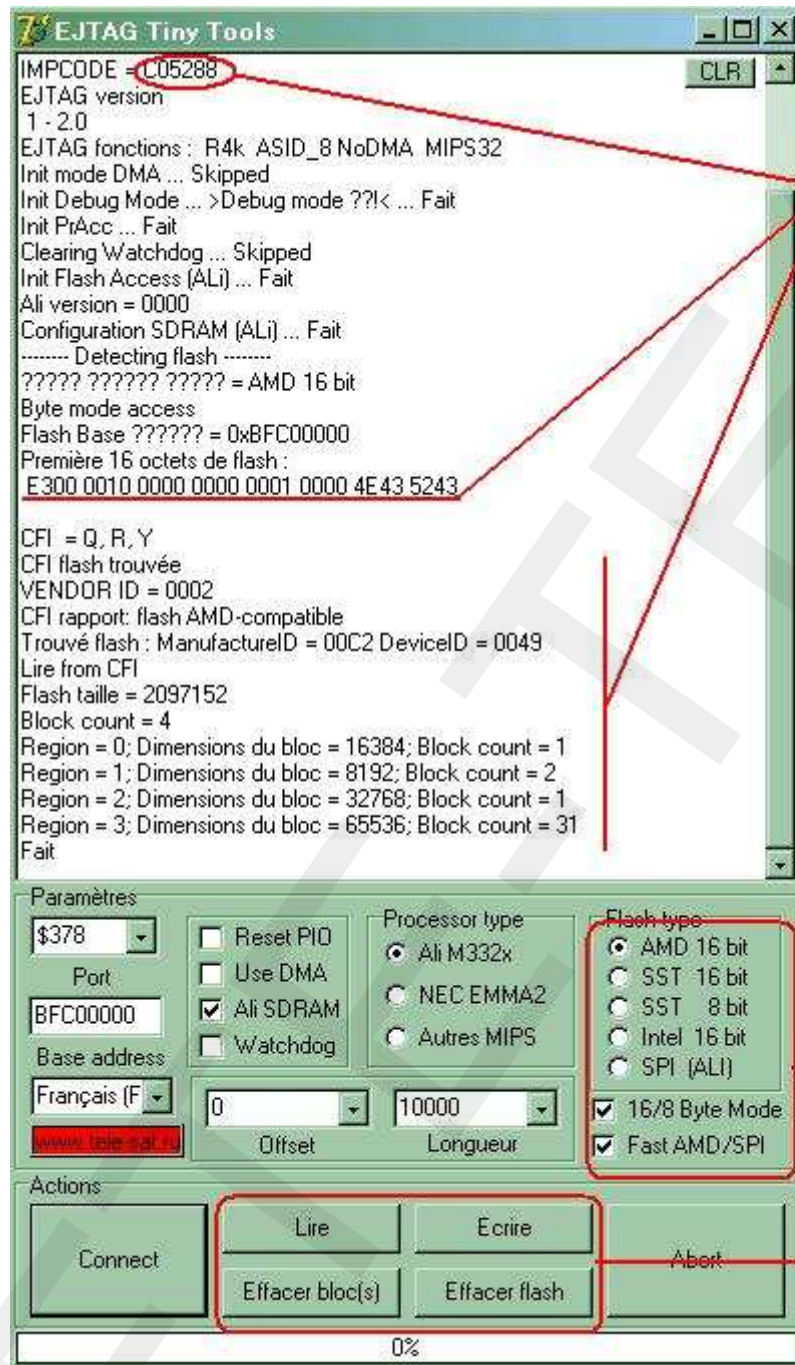 EJTAG Tiny Tools
IMPCODE = C05288
CLR
EJTAG version
1 - 2.0
EJTAG fonctions : R4k ASID_8 NoDMA MIPS32
Init mode DMA ... Skipped
Init Debug Mode ... >Debug mode ??!< ... Fait
Init PrAcc ... Fait
Clearing Watchdog ... Skipped
Init Flash Access (ALi) ... Fait
Ali version = 0000
Configuration SDRAM (ALi) ... Fait
-------- Detecting flash --------
????? ?????? ????? = AMD 16 bit
Byte mode access
Flash Base ?????? = 0xBFC00000
Première 16 octets de flash :
E300 0010 0000 0000 0001 0000 4E43 5243
CFI = Q, R, Y
CFI flash trouvée
VENDOR ID = 0002
CFI rapport: flash AMD-compatible
Trouvé flash : ManufactureID = 00C2 DeviceID = 0049
Lire from CFI
Flash taille = 2097152
Block count = 4
Region = 0; Dimensions du bloc = 16384; Block count = 1
Region = 1; Dimensions du bloc = 8192; Block count = 2
Region = 2; Dimensions du bloc = 32768; Block count = 1
Region = 3; Dimensions du bloc = 65536; Block count = 31
Fait
Paramètres
$378
Port
BFC00000
Base address
Français (F
www.tele-sat.ru
Reset PIO
Use DMA
Ali SDRAM
Watchdog
Processor type
Ali M332x
NEC EMMA2
Autres MIPS
Flash type
AMD 16 bit
SST 16 bit
SST 8 bit
Intel 16 bit
SPI (ALI)
16/8 Byte Mode
Fast AMD/SPI
0
Offset
10000
Longueur
Actions
Connect
Lire
Ecrire
Effacer bloc(s)
Effacer flash
Abort
0%